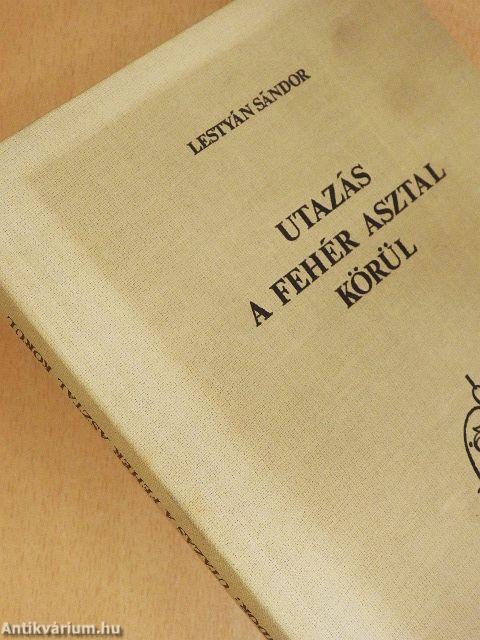 LESTYÁN SÁNDOR
UTAZÁS
A FEHÉR ASZTAL
KÖRÜL
UTAZÁS A FEHÉR ASZTAL KÖRÜL
Antikvárium.hu